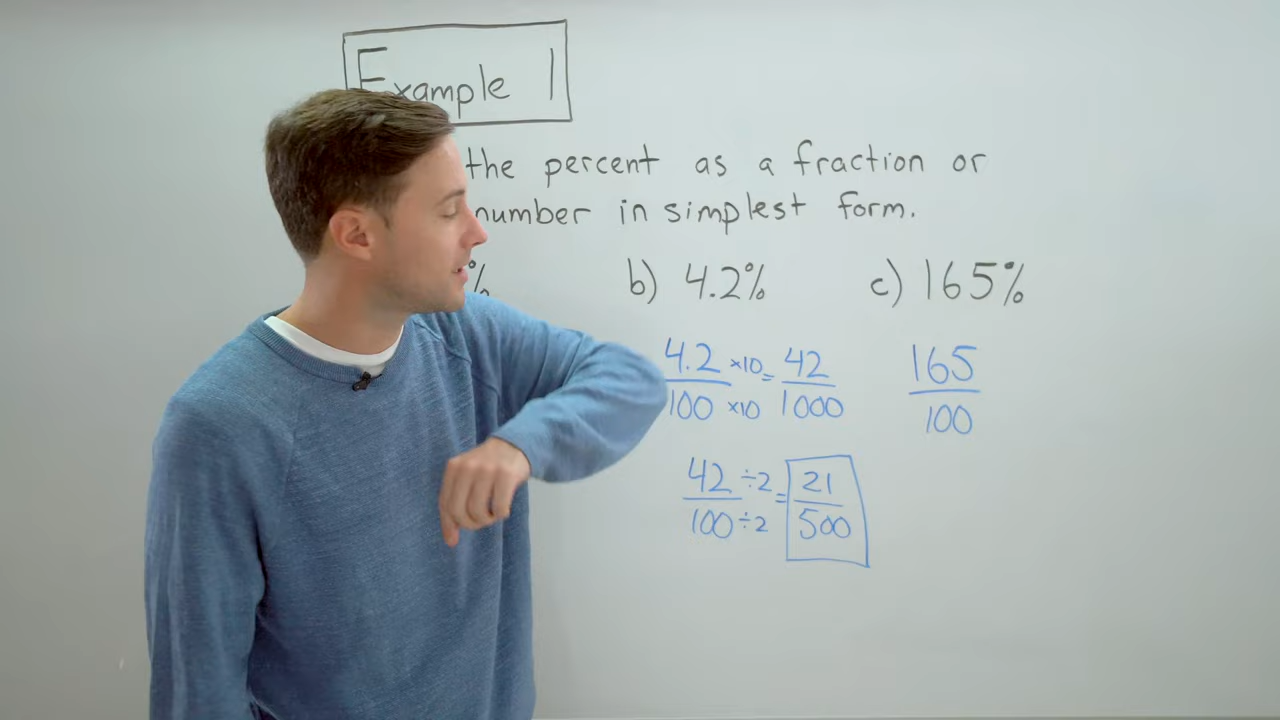 Example 1
the percent as a fraction or
number in simplest form.
% b) 4.2% c) 165%
4.2/100 ×10/×10 = 42/1000 165/100
42/100 ÷2/÷2 = 21/500